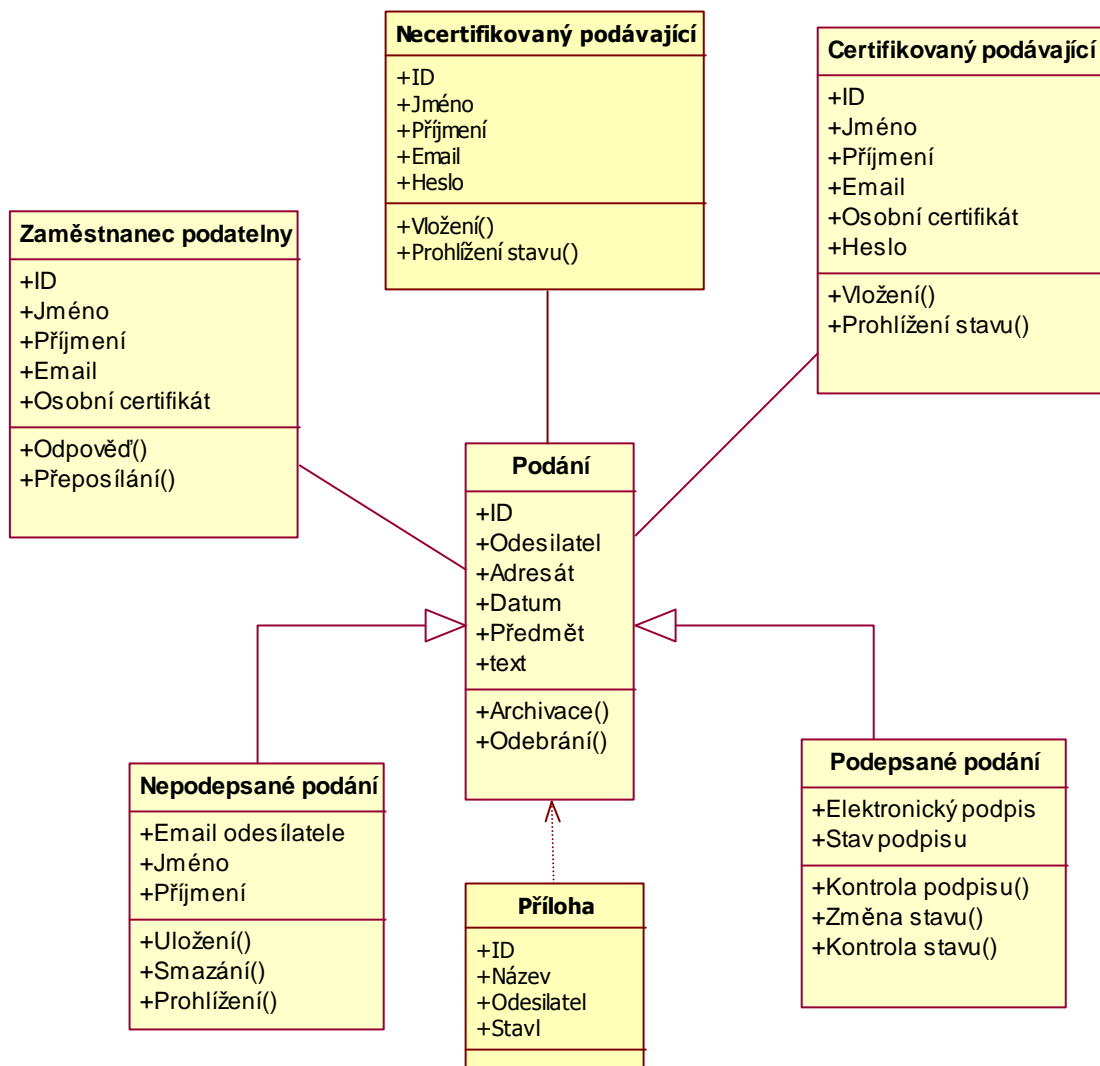 Necertifikovaný podávající
+ID
+Jméno
+Příjmení
+Email
+Heslo
+Vložení()
+Prohlížení stavu()
Certifikovaný podávající
+ID
+Jméno
+Příjmení
+Email
+Osobní certifikát
+Heslo
+Vložení()
+Prohlížení stavu()
Zaměstnanec podatelny
+ID
+Jméno
+Příjmení
+Email
+Osobní certifikát
+Odpověď()
+Přeposílání()
Podání
+ID
+Odesilatel
+Adresát
+Datum
+Předmět
+text
+Archivace()
+Odebrání()
Nepodepsané podání
+Email odesílatele
+Jméno
+Příjmení
+Uložení()
+Smazání()
+Prohlížení()
Podepsané podání
+Elektronický podpis
+Stav podpisu
+Kontrola podpisu()
+Změna stavu()
+Kontrola stavu()
Příloha
+ID
+Název
+Odesilatel
+Stavl